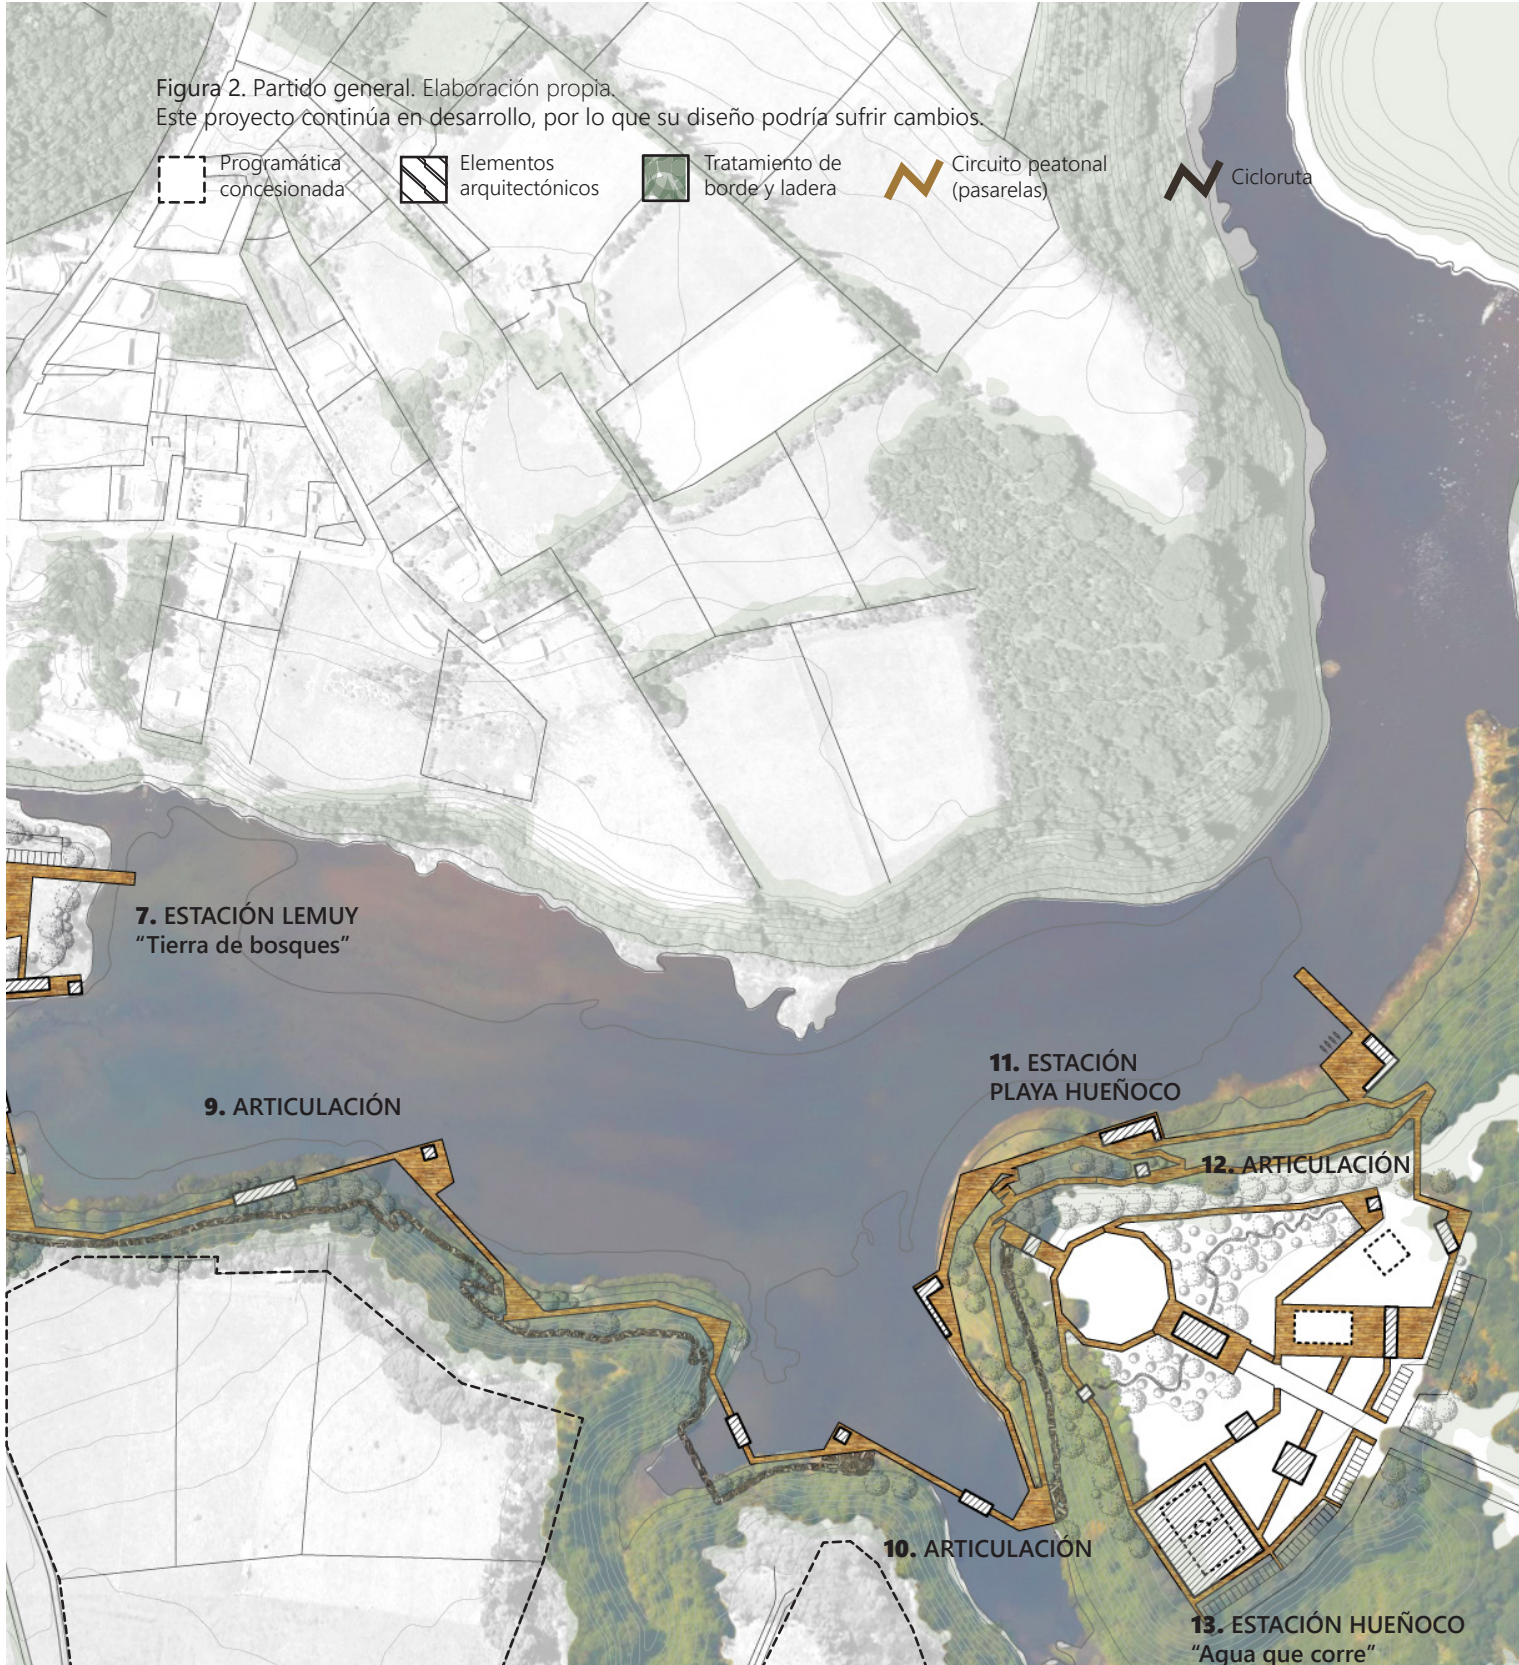 Figura 2. Partido general. Elaboración propia.
Este proyecto continúa en desarrollo, por lo que su diseño podría sufrir cambios.
Programática
concesionada
Elementos
arquitectónicos
Tratamiento de
borde y ladera
Circuito peatonal
(pasarelas)
Cicloruta
7. ESTACIÓN LEMUY
“Tierra de bosques”
9. ARTICULACIÓN
11. ESTACIÓN
PLAYA HUEÑOCO
12. ARTICULACIÓN
10. ARTICULACIÓN
13. ESTACIÓN HUEÑOCO
“Agua que corre”